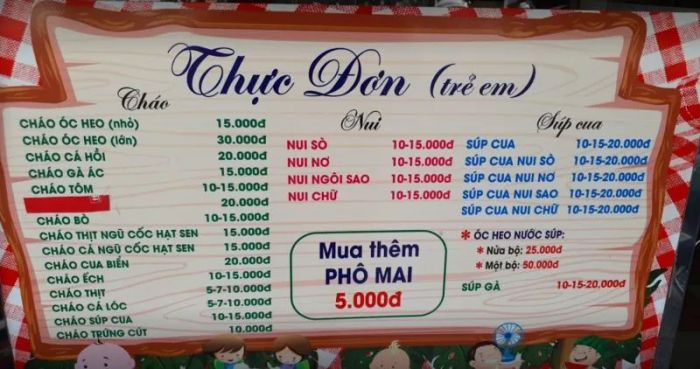 Thực Đơn (trẻ em)
Cháo
CHÁO ÓC HEO (nhỏ) 15.000đ
CHÁO ÓC HEO (lớn) 30.000đ
CHÁO CÁ HỒI 20.000đ
CHÁO GÀ ÁC 15.000đ
CHÁO TÔM 10-15.000đ
20.000đ
CHÁO BÒ 10-15.000đ
CHÁO THỊT NGŨ CỐC HẠT SEN 15.000đ
CHÁO CÁ NGŨ CỐC HẠT SEN 15.000đ
CHÁO CUA BIỂN 20.000đ
CHÁO ẾCH 10-15.000đ
CHÁO THỊT 5-7-10.000đ
CHÁO CÁ LÓC 5-7-10.000đ
CHÁO SÚP CUA 10-15.000đ
CHÁO TRỨNG CÚT 10.000đ
Nui
NUI SÒ 10-15.000đ
NUI NƠ 10-15.000đ
NUI NGÔI SAO 10-15.000đ
NUI CHỮ 10-15.000đ
Mua thêm
PHÔ MAI
5.000đ
Súp cua
SÚP CUA 10-15-20.000đ
SÚP CUA NUI SÒ 10-15-20.000đ
SÚP CUA NUI NƠ 10-15-20.000đ
SÚP CUA NUI SAO 10-15-20.000đ
SÚP CUA NUI CHỮ 10-15-20.000đ
* ÓC HEO NƯỚC SÚP:
* Nửa bộ: 25.000đ
* Một bộ: 50.000đ
SÚP GÀ 10-15-20.000đ